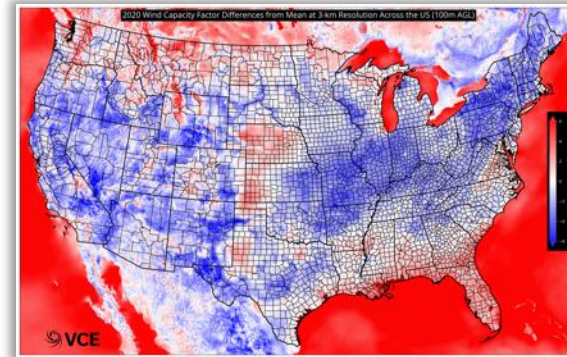 2020 Wind Capacity Factor Differences from Mean at 3-km Resolution Across the US (100m AGL)
VCE